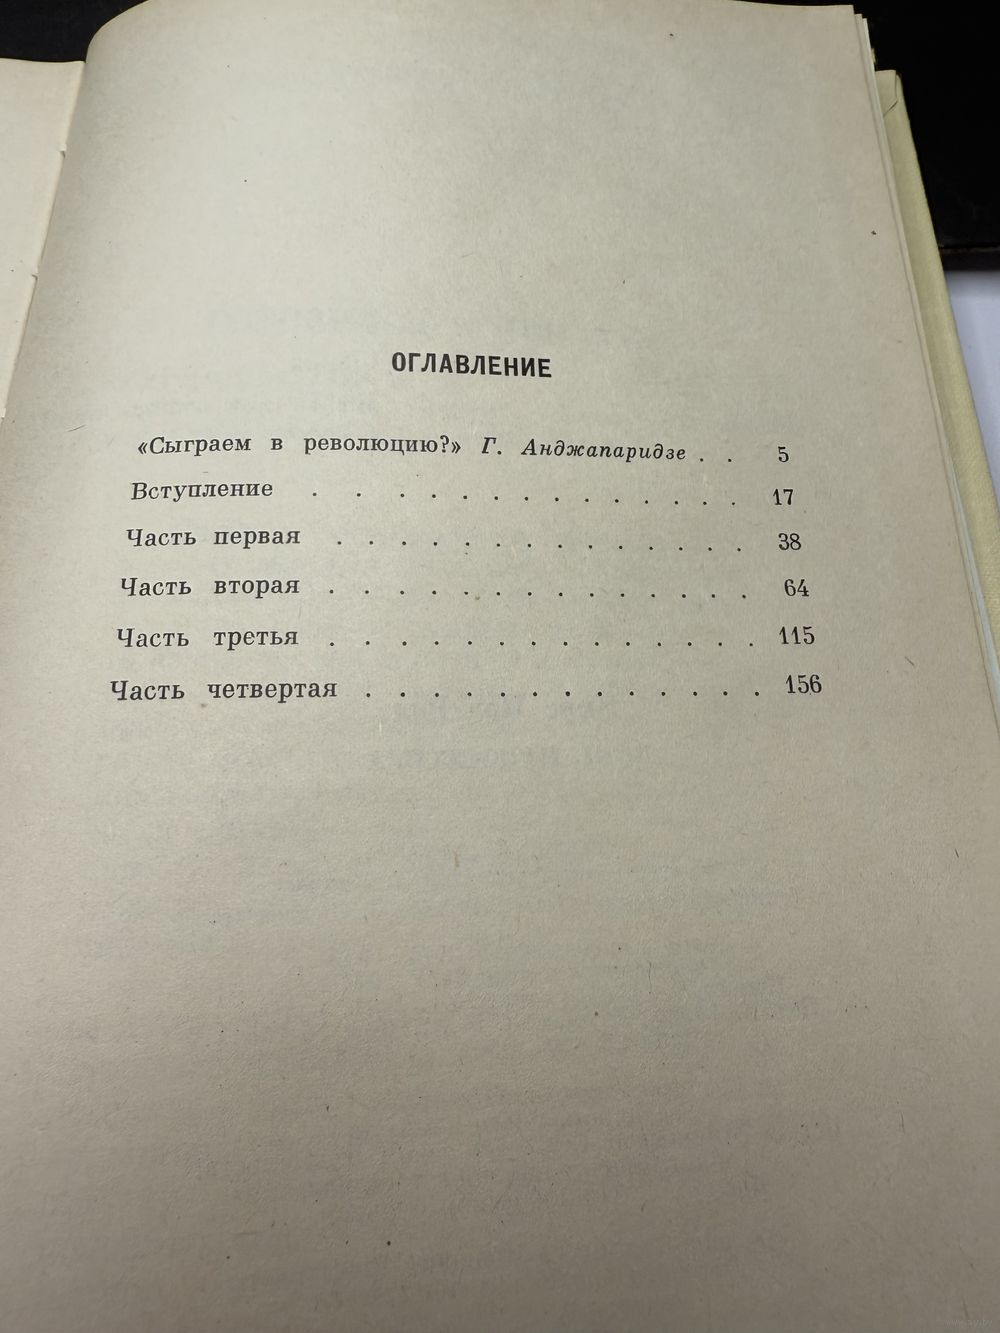 ОГЛАВЛЕНИЕ
«Сыграем в революцию?» Г. Анджапаридзе . . 5
Вступление . . . . . . . . . . . . . . 17
Часть первая . . . . . . . . . . . . . 38
Часть вторая . . . . . . . . . . . . . 64
Часть третья . . . . . . . . . . . . . 115
Часть четвертая . . . . . . . . . . . . . 156